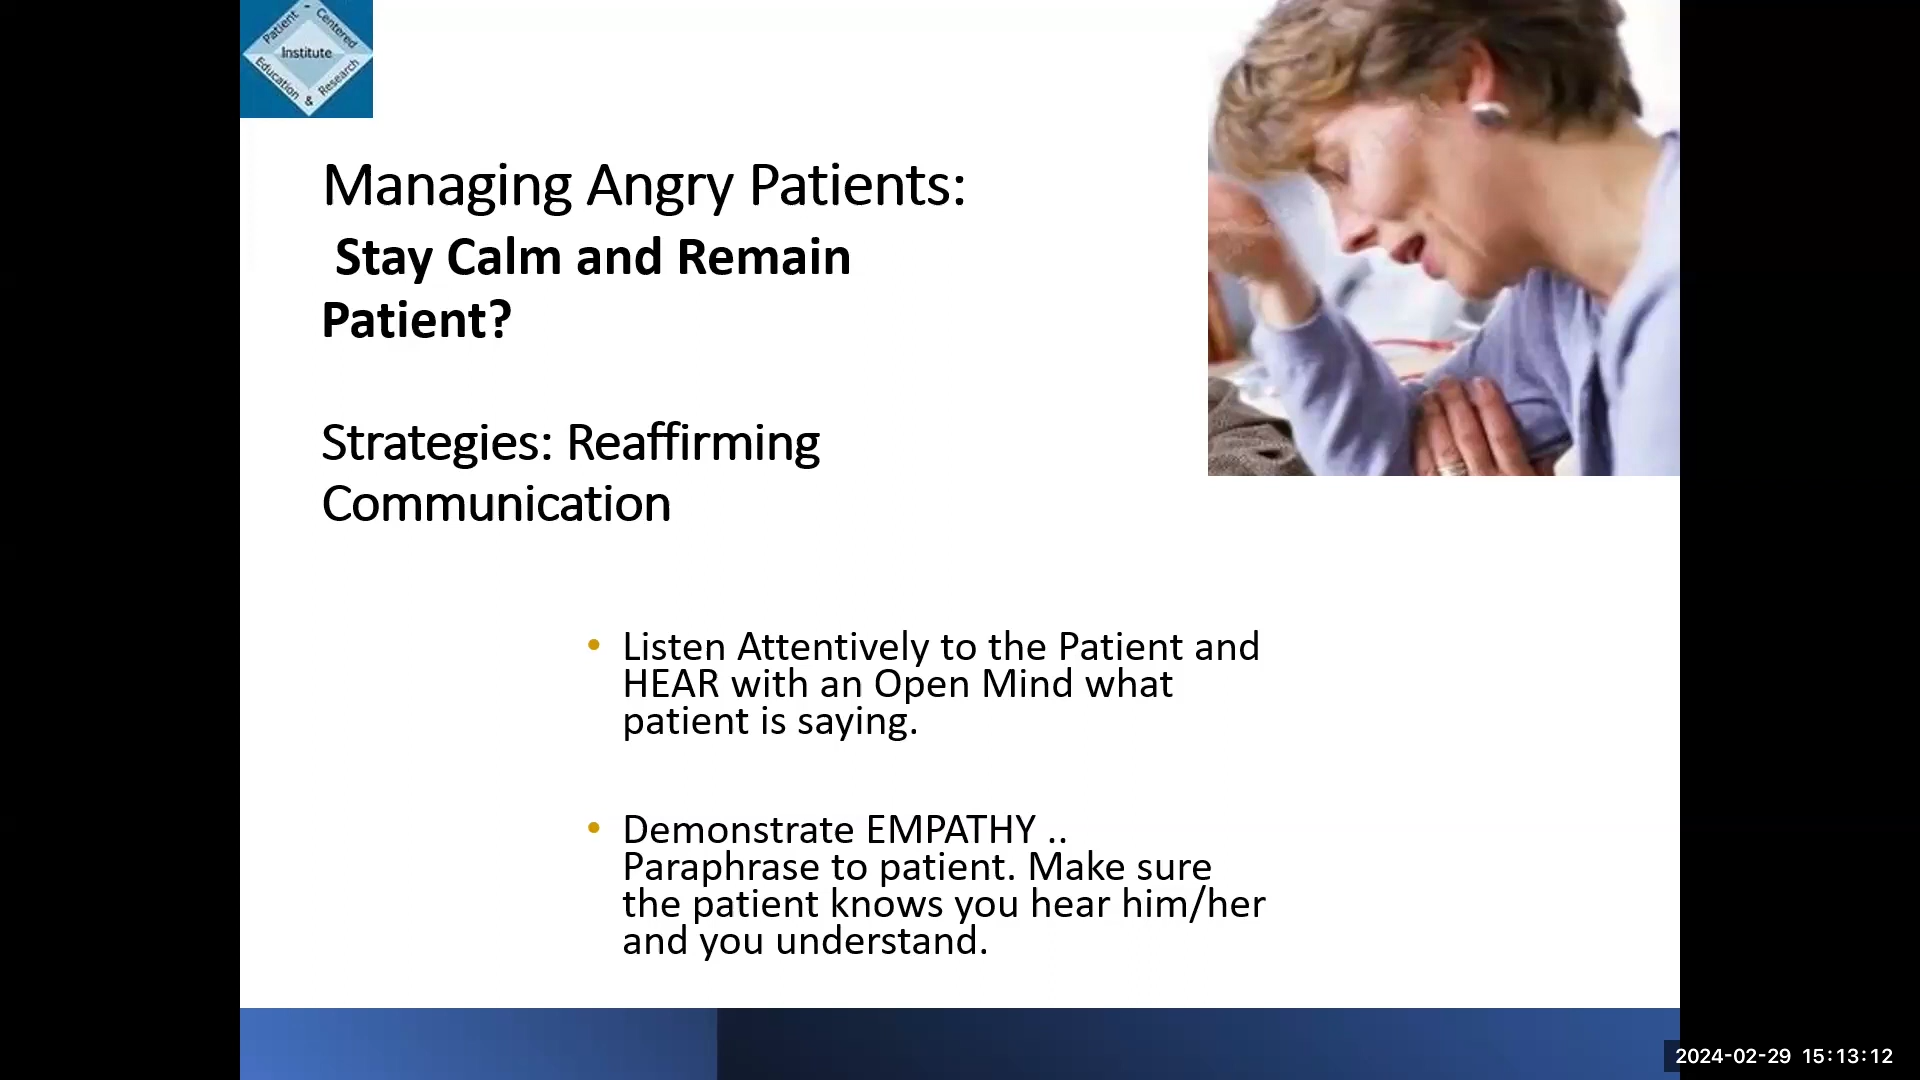 Patient - Centered
Institute
Education & Research
Managing Angry Patients:
Stay Calm and Remain
Patient?
Strategies: Reaffirming
Communication
• Listen Attentively to the Patient and
HEAR with an Open Mind what
patient is saying.
• Demonstrate EMPATHY ..
Paraphrase to patient. Make sure
the patient knows you hear him/her
and you understand.
2024-02-29 15:13:12